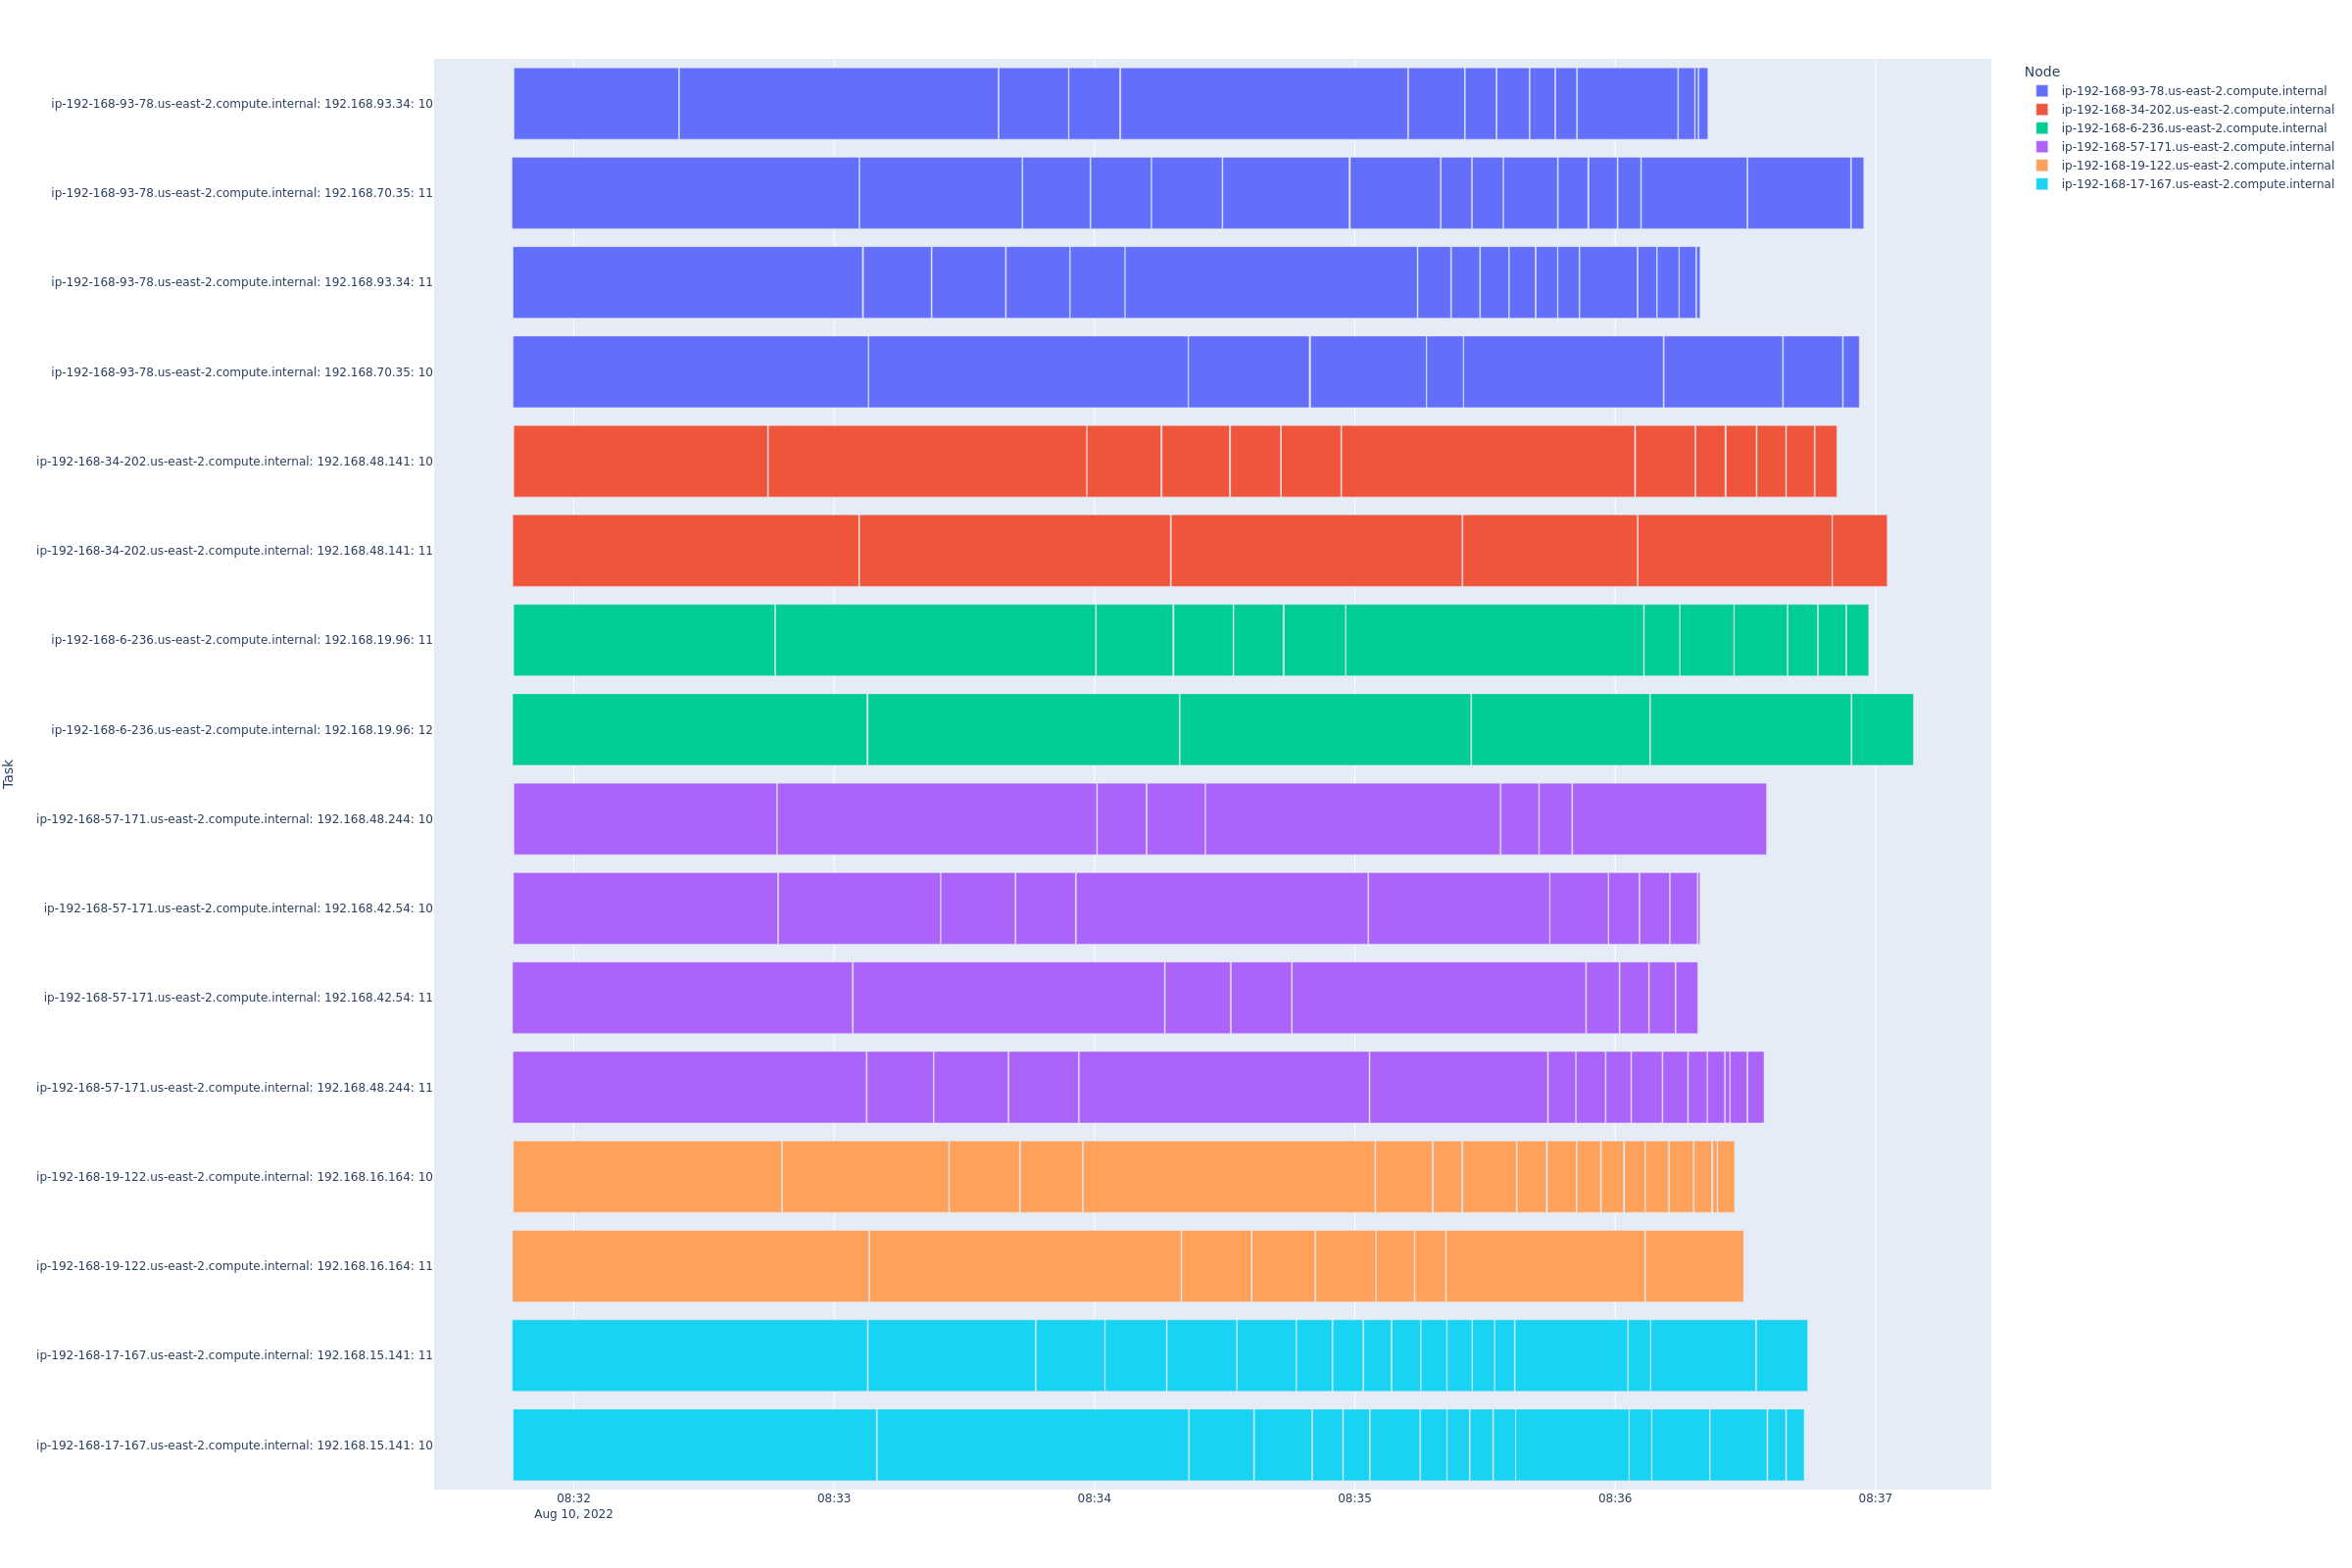 Node
ip-192-168-93-78.us-east-2.compute.internal
ip-192-168-34-202.us-east-2.compute.internal
ip-192-168-6-236.us-east-2.compute.internal
ip-192-168-57-171.us-east-2.compute.internal
ip-192-168-19-122.us-east-2.compute.internal
ip-192-168-17-167.us-east-2.compute.internal
Task
ip-192-168-93-78.us-east-2.compute.internal: 192.168.93.34: 10
ip-192-168-93-78.us-east-2.compute.internal: 192.168.70.35: 11
ip-192-168-93-78.us-east-2.compute.internal: 192.168.93.34: 11
ip-192-168-93-78.us-east-2.compute.internal: 192.168.70.35: 10
ip-192-168-34-202.us-east-2.compute.internal: 192.168.48.141: 10
ip-192-168-34-202.us-east-2.compute.internal: 192.168.48.141: 11
ip-192-168-6-236.us-east-2.compute.internal: 192.168.19.96: 11
ip-192-168-6-236.us-east-2.compute.internal: 192.168.19.96: 12
ip-192-168-57-171.us-east-2.compute.internal: 192.168.48.244: 10
ip-192-168-57-171.us-east-2.compute.internal: 192.168.42.54: 10
ip-192-168-57-171.us-east-2.compute.internal: 192.168.42.54: 11
ip-192-168-57-171.us-east-2.compute.internal: 192.168.48.244: 11
ip-192-168-19-122.us-east-2.compute.internal: 192.168.16.164: 10
ip-192-168-19-122.us-east-2.compute.internal: 192.168.16.164: 11
ip-192-168-17-167.us-east-2.compute.internal: 192.168.15.141: 11
ip-192-168-17-167.us-east-2.compute.internal: 192.168.15.141: 10
08:32 08:33 08:34 08:35 08:36 08:37
Aug 10, 2022